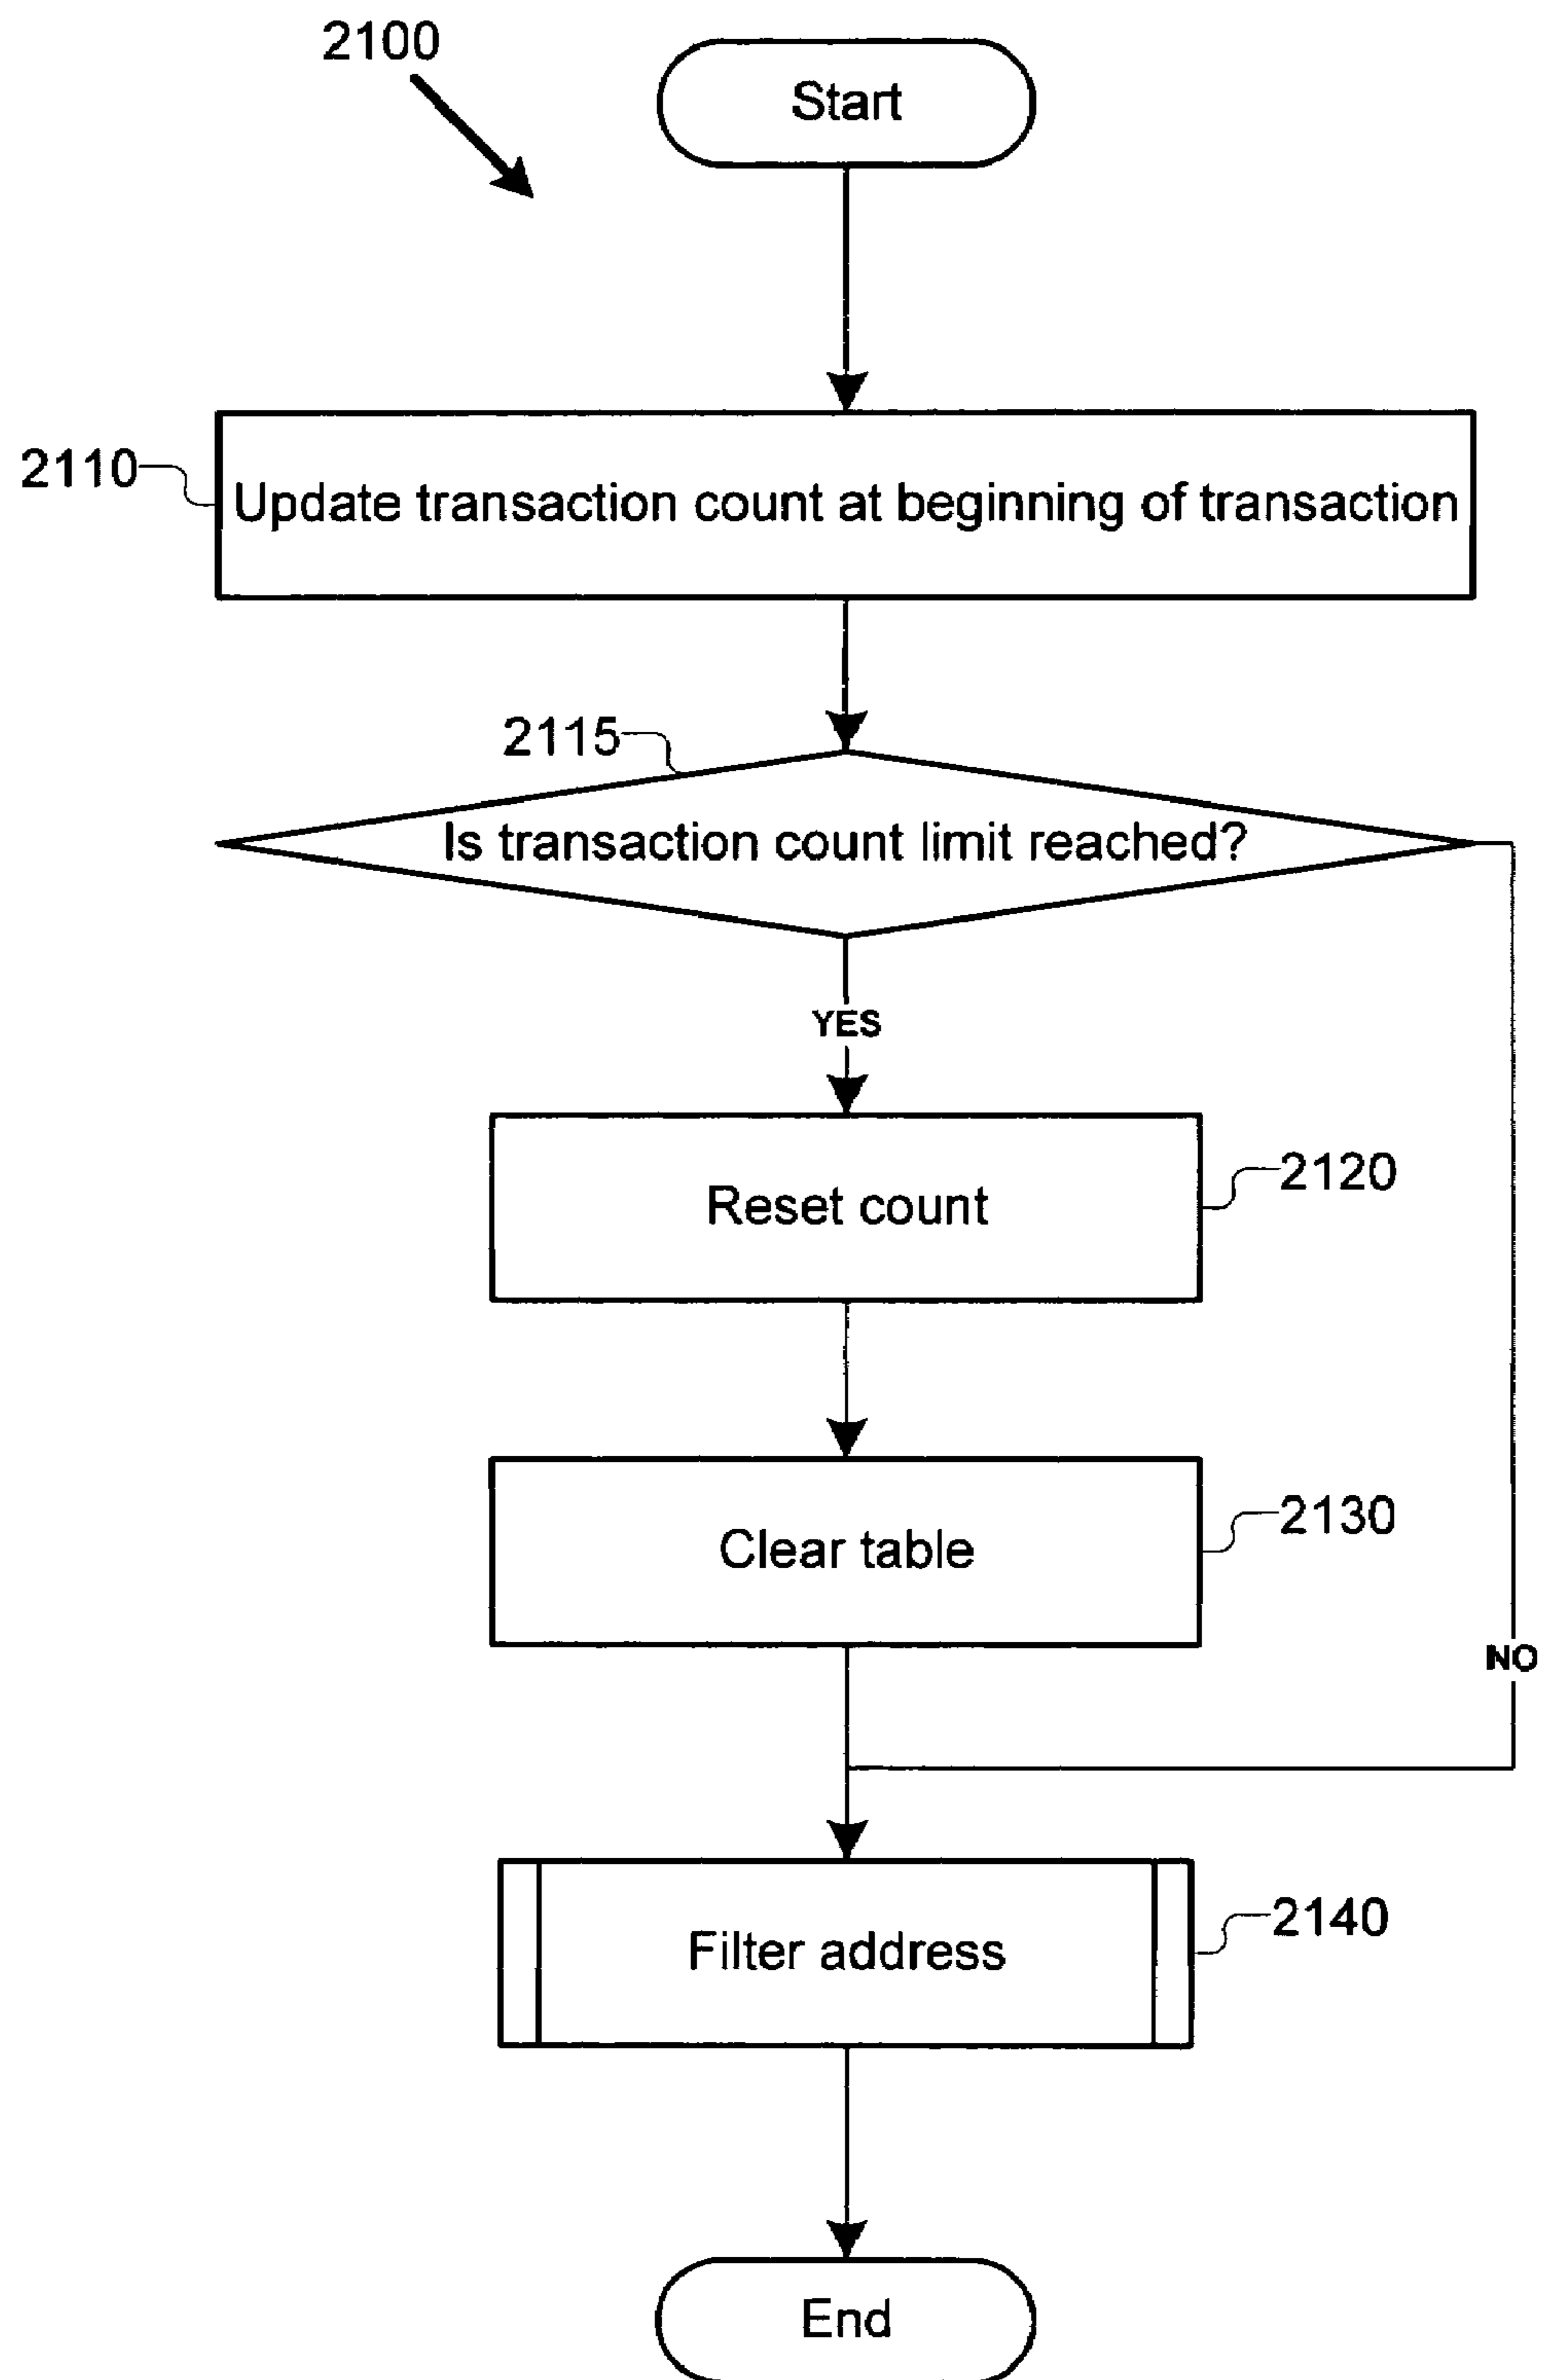 2100
Start
2110
Update transaction count at beginning of transaction
2115
Is transaction count limit reached?
YES
Reset count
2120
Clear table
2130
NO
Filter address
2140
End